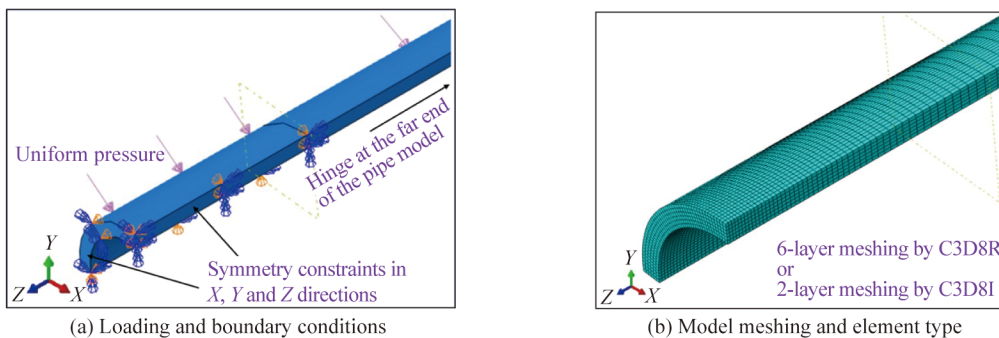 Uniform pressure
Hinge at the far end
of the pipe model
Symmetry constraints in
X, Y and Z directions
Y
Z
X
(a) Loading and boundary conditions
6-layer meshing by C3D8R
or
2-layer meshing by C3D8I
Y
Z
X
(b) Model meshing and element type